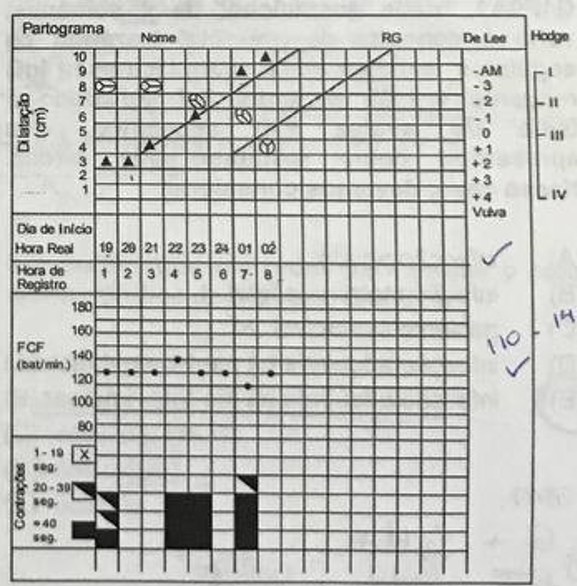 Partograma
Nome RG De Lee Hodge
Dilatação (cm)
10
9 - AM
8 - 3
7 - 2 - II
6 - 1
5 0 - III
4 + 1
3 + 2
2 + 3
1 + 4 IV
Vulva
Dia de Início
Hora Real 19 20 21 22 23 24 01 02
Hora de Registro 1 2 3 4 5 6 7 8
180
160
FCF (bat/min.)
140
120
100
80
110 - 14
Contrações
1 - 19 seg. X
20 - 39 seg.
= 40 seg.